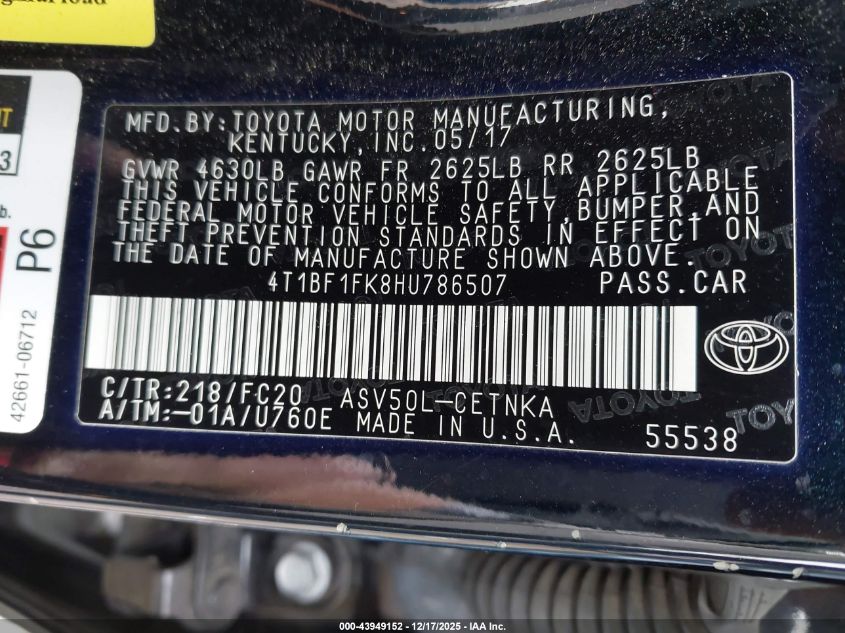 MFD.BY:TOYOTA MOTOR MANUFACTURING,
KENTUCKY,INC.05/17
GVWR 4630LB GAWR FR 2625LB RR 2625LB
THIS VEHICLE CONFORMS TO ALL APPLICABLE
FEDERAL MOTOR VEHICLE SAFETY,BUMPER,AND
THEFT PREVENTION STANDARDS IN EFFECT ON
THE DATE OF MANUFACTURE SHOWN ABOVE.
4T1BF1FK8HU786507 PASS.CAR
C/TR:218/FC20 ASV50L-CETNKA
A/TM:-01A/U760E MADE IN U.S.A. 55538
P6
42661-06712
load
3
b.
TOYOTA
000-43949152 - 12/17/2025 - IAA Inc.